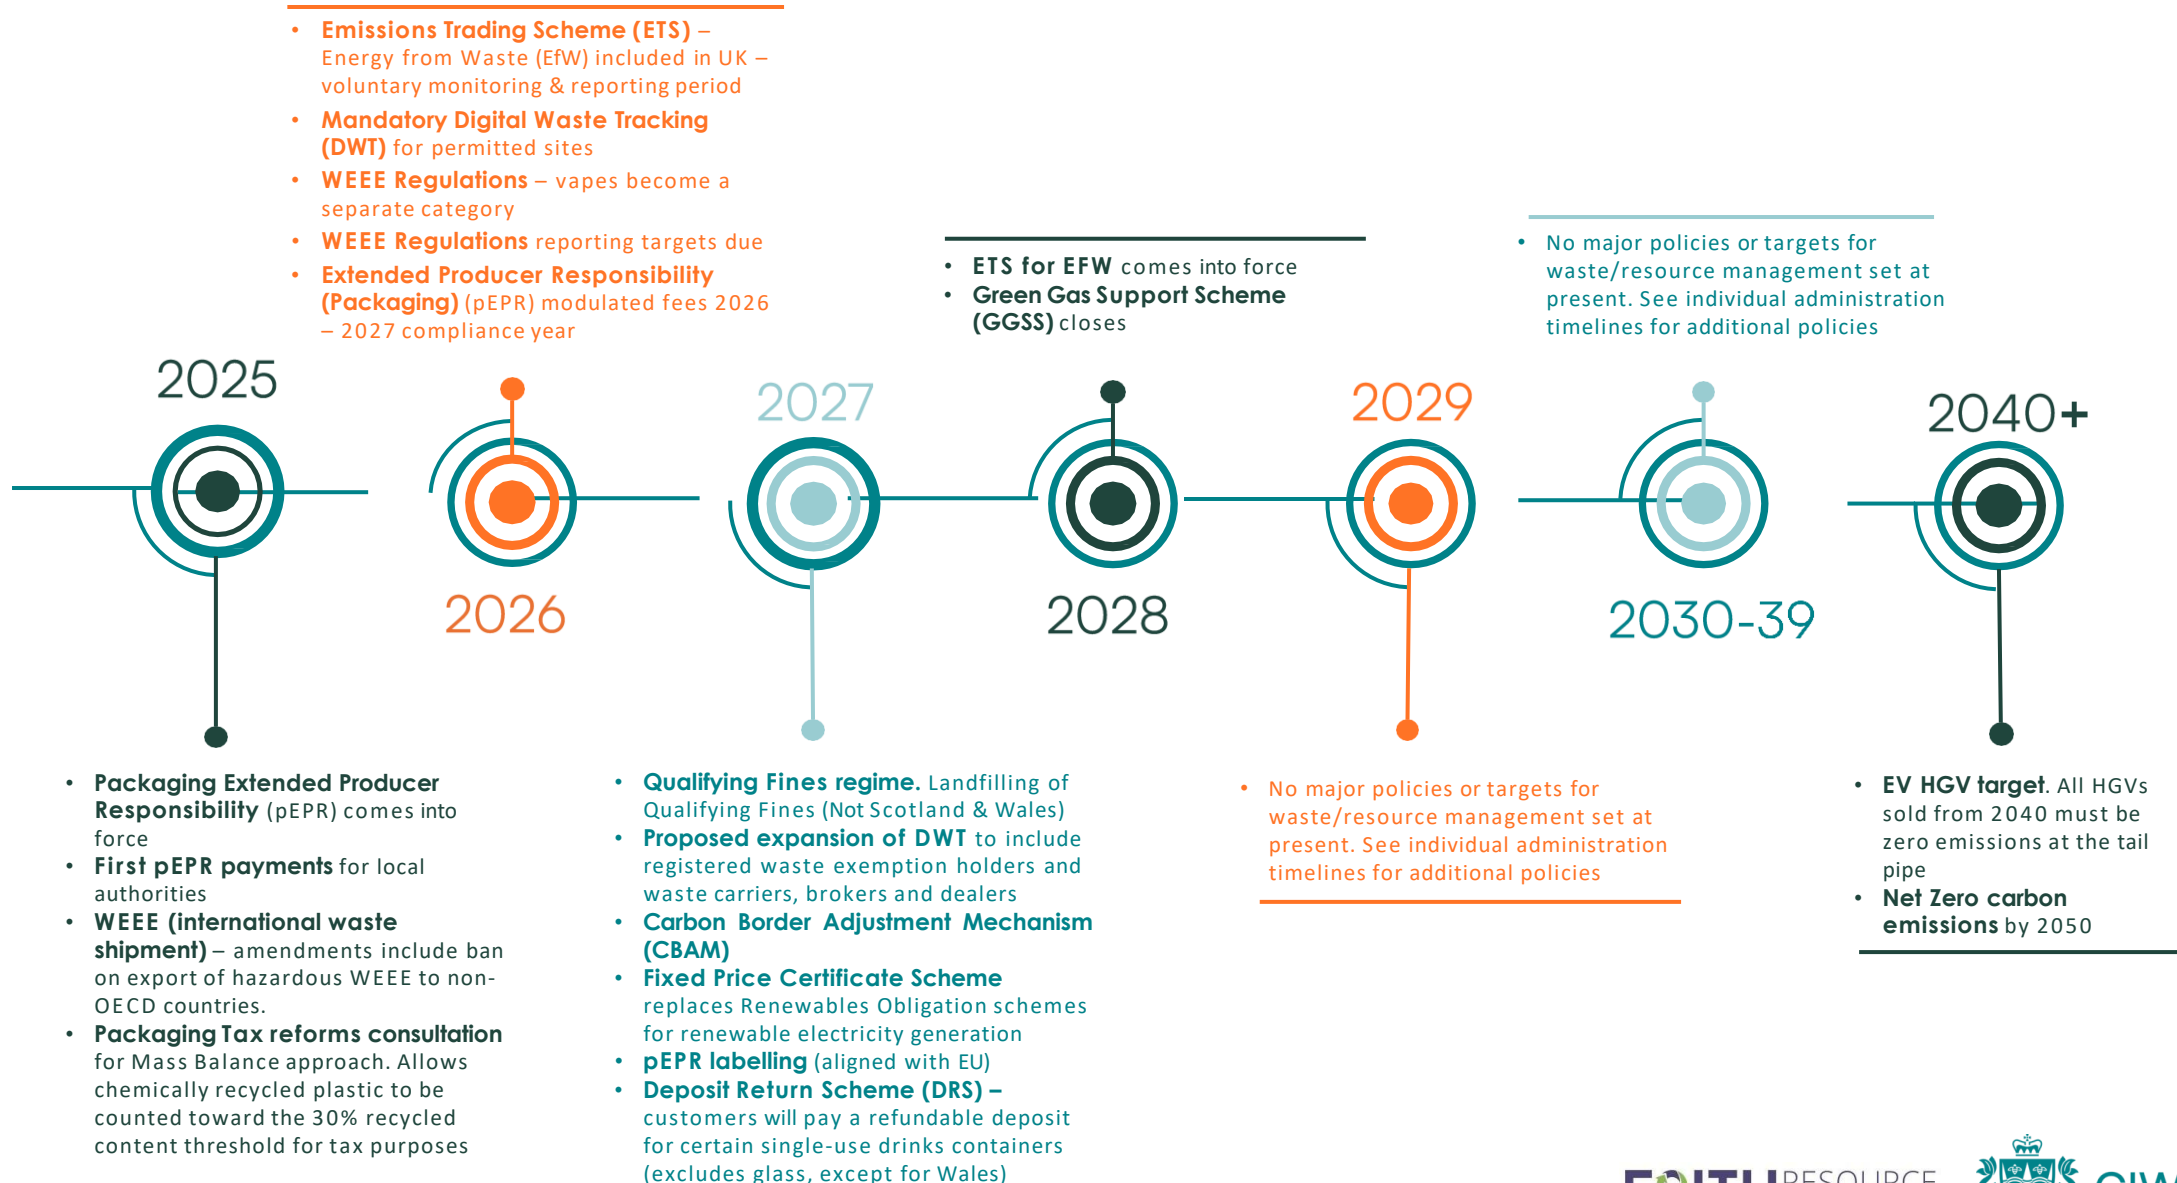 • Emissions Trading Scheme (ETS) –
Energy from Waste (EfW) included in UK –
voluntary monitoring & reporting period
• Mandatory Digital Waste Tracking
(DWT) for permitted sites
• WEEE Regulations – vapes become a
separate category
• WEEE Regulations reporting targets due
• Extended Producer Responsibility
(Packaging) (pEPR) modulated fees 2026
– 2027 compliance year
• ETS for EFW comes into force
• Green Gas Support Scheme
(GGSS) closes
• No major policies or targets for
waste/resource management set at
present. See individual administration
timelines for additional policies
2025
2026
2027
2028
2029
2030-39
2040+
• Packaging Extended Producer
Responsibility (pEPR) comes into
force
• First pEPR payments for local
authorities
• WEEE (international waste
shipment) – amendments include ban
on export of hazardous WEEE to non-
OECD countries.
• Packaging Tax reforms consultation
for Mass Balance approach. Allows
chemically recycled plastic to be
counted toward the 30% recycled
content threshold for tax purposes
• Qualifying Fines regime. Landfilling of
Qualifying Fines (Not Scotland & Wales)
• Proposed expansion of DWT to include
registered waste exemption holders and
waste carriers, brokers and dealers
• Carbon Border Adjustment Mechanism
(CBAM)
• Fixed Price Certificate Scheme
replaces Renewables Obligation schemes
for renewable electricity generation
• pEPR labelling (aligned with EU)
• Deposit Return Scheme (DRS) –
customers will pay a refundable deposit
for certain single-use drinks containers
(excludes glass, except for Wales)
• No major policies or targets for
waste/resource management set at
present. See individual administration
timelines for additional policies
• EV HGV target. All HGVs
sold from 2040 must be
zero emissions at the tail
pipe
• Net Zero carbon
emissions by 2050
RESOURCE